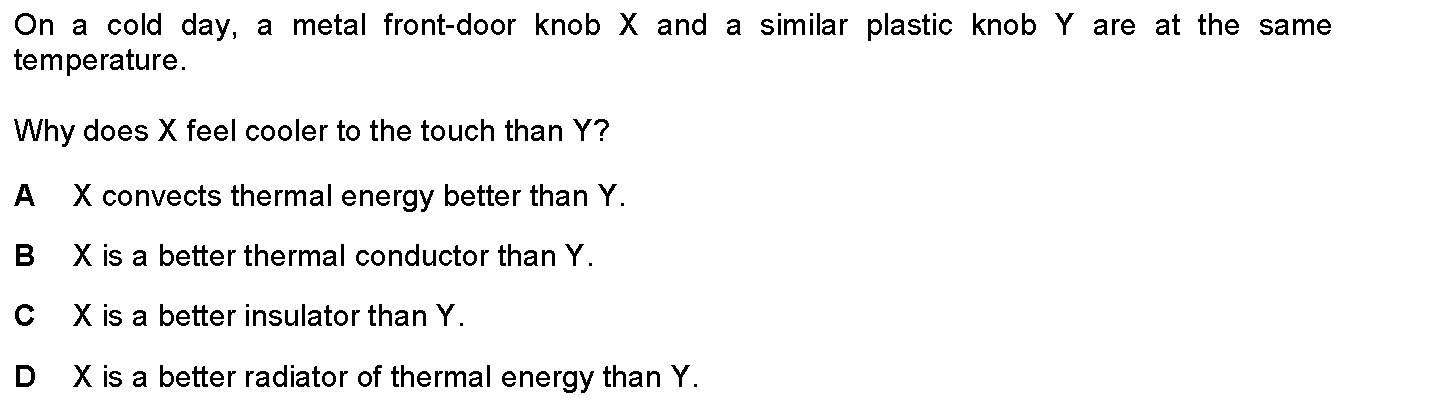 On a cold day, a metal front-door knob X and a similar plastic knob Y are at the same
temperature.
Why does X feel cooler to the touch than Y?
A X convects thermal energy better than Y.
B X is a better thermal conductor than Y.
C X is a better insulator than Y.
D X is a better radiator of thermal energy than Y.